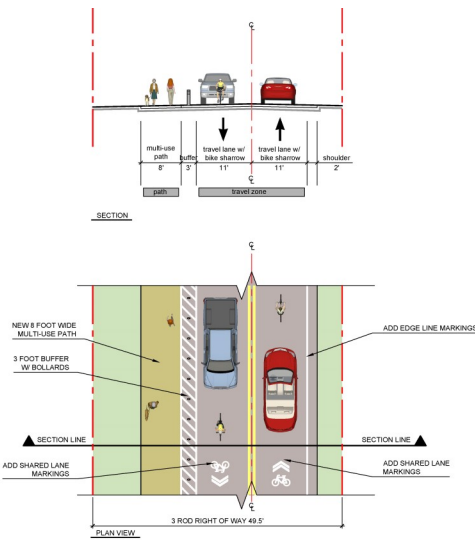 ℄
multi-use
path
8'
buffer
3'
travel lane w/
bike sharrow
11'
travel lane w/
bike sharrow
11'
shoulder
2'
℄
path
travel zone
SECTION
℄
NEW 8 FOOT WIDE
MULTI-USE PATH
3 FOOT BUFFER
W/ BOLLARDS
ADD EDGE LINE MARKINGS
SECTION LINE
SECTION LINE
ADD SHARED LANE
MARKINGS
ADD SHARED LANE
MARKINGS
3 ROD RIGHT OF WAY 49.5'
PLAN VIEW